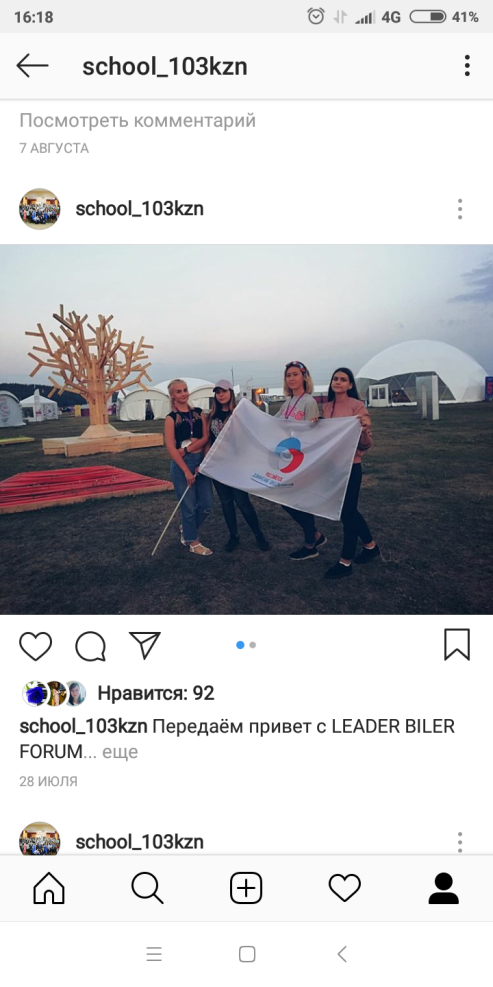 16:18
4G
41%
school_103kzn
Посмотреть комментарий
7 АВГУСТА
school_103kzn
Нравится: 92
school_103kzn Передаём привет с LEADER BILER
FORUM... еще
28 ИЮЛЯ
school_103kzn